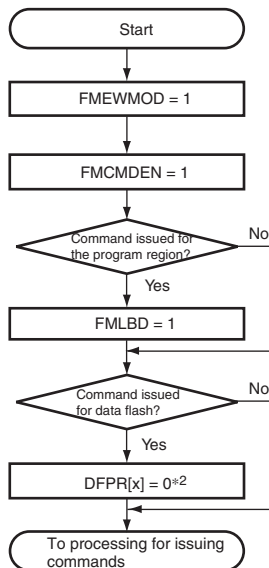 Start
FMEWMOD = 1
FMCMDEN = 1
Command issued for
the program region?
No
Yes
FMLBD = 1
Command issued
for data flash?
No
Yes
DFPR[x] = 0*2
To processing for issuing
commands